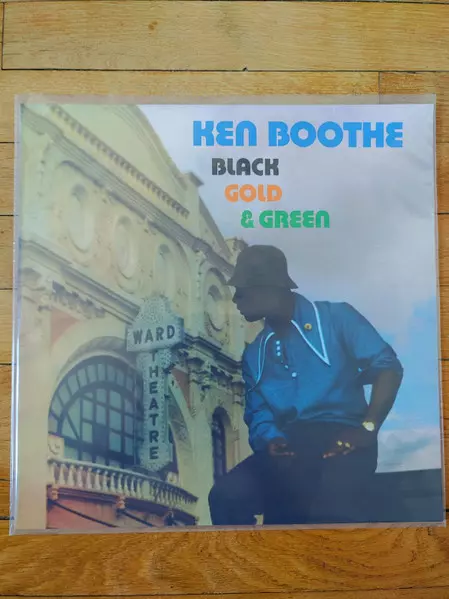 KEN BOOTHE
BLACK
GOLD
& GREEN
WARD
THEATRE